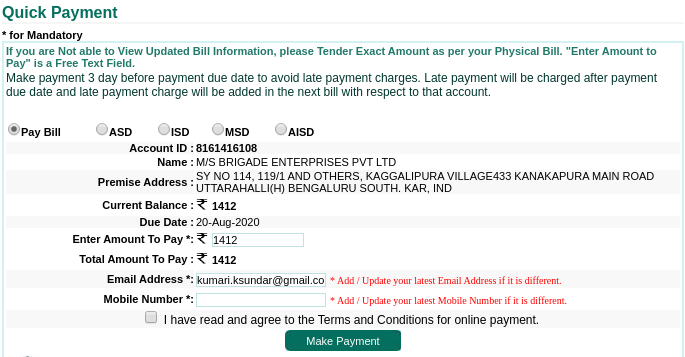 Quick Payment
* for Mandatory
If you are Not able to View Updated Bill Information, please Tender Exact Amount as per your Physical Bill. "Enter Amount to
Pay" is a Free Text Field.
Make payment 3 day before payment due date to avoid late payment charges. Late payment will be charged after payment
due date and late payment charge will be added in the next bill with respect to that account.
Pay Bill ASD ISD MSD AISD
Account ID : 8161416108
Name : M/S BRIGADE ENTERPRISES PVT LTD
Premise Address : SY NO 114, 119/1 AND OTHERS, KAGGALIPURA VILLAGE433 KANAKAPURA MAIN ROAD
UTTARAHALLI(H) BENGALURU SOUTH. KAR, IND
Current Balance : ₹ 1412
Due Date : 20-Aug-2020
Enter Amount To Pay *: ₹ 1412
Total Amount To Pay : ₹ 1412
Email Address *: kumari.ksundar@gmail.co * Add / Update your latest Email Address if it is different.
Mobile Number *: * Add / Update your latest Mobile Number if it is different.
I have read and agree to the Terms and Conditions for online payment.
Make Payment